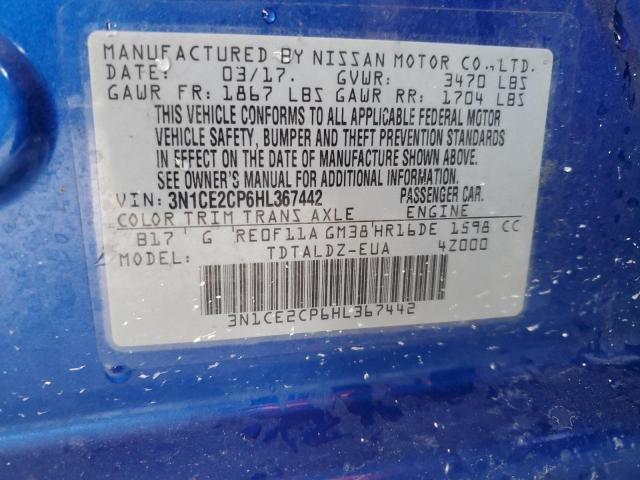 MANUFACTURED BY NISSAN MOTOR CO.,LTD.
DATE: 03/17. GVWR: 3470 LBS
GAWR FR: 1867 LBS GAWR RR: 1704 LBS
THIS VEHICLE CONFORMS TO ALL APPLICABLE FEDERAL MOTOR
VEHICLE SAFETY, BUMPER AND THEFT PREVENTION STANDARDS
IN EFFECT ON THE DATE OF MANUFACTURE SHOWN ABOVE.
SEE OWNER'S MANUAL FOR ADDITIONAL INFORMATION.
VIN: 3N1CE2CP6HL367442 PASSENGER CAR.
COLOR TRIM TRANS AXLE ENGINE
B17 G RE0F11A GM38 HR16DE 1598 CC
MODEL: TDTALDZ-EUA 4Z000
3N1CE2CP6HL367442